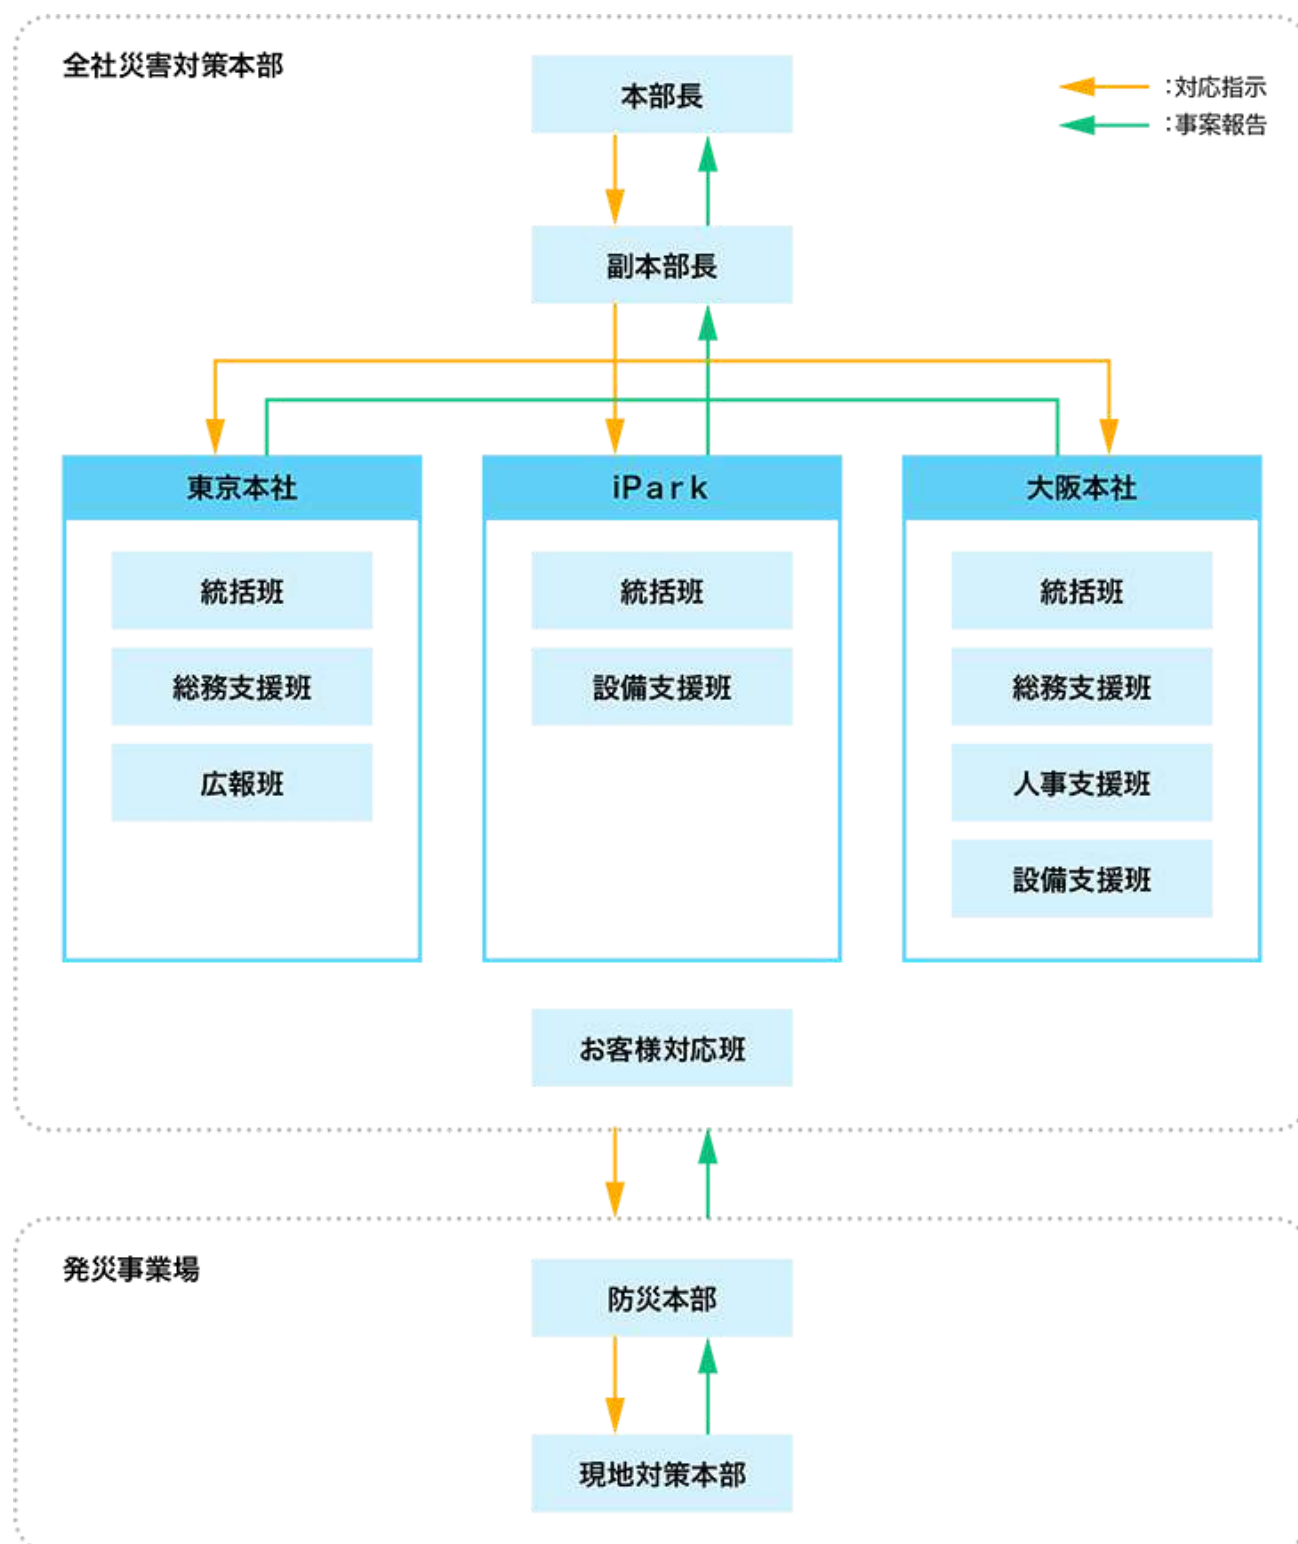 全社災害対策本部
本部長
：対応指示
：事案報告
副本部長
東京本社
統括班
総務支援班
広報班
iPark
統括班
設備支援班
大阪本社
統括班
総務支援班
人事支援班
設備支援班
お客様対応班
発災事業場
防災本部
現地対策本部